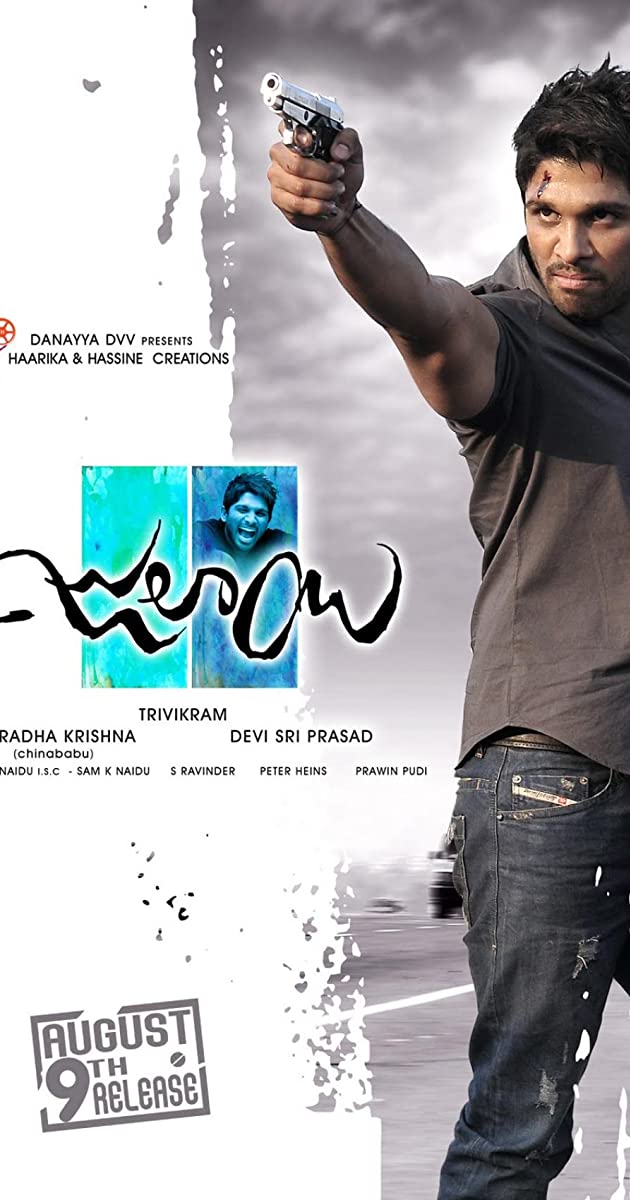 DANAYYA DVV PRESENTS
HAARIKA & HASSINE CREATIONS
జులాయి
TRIVIKRAM
RADHA KRISHNA DEVI SRI PRASAD
(chinababu)
NAIDU I.S.C - SAM K NAIDU S RAVINDER PETER HEINS PRAWIN PUDI
AUGUST
9TH
RELEASE